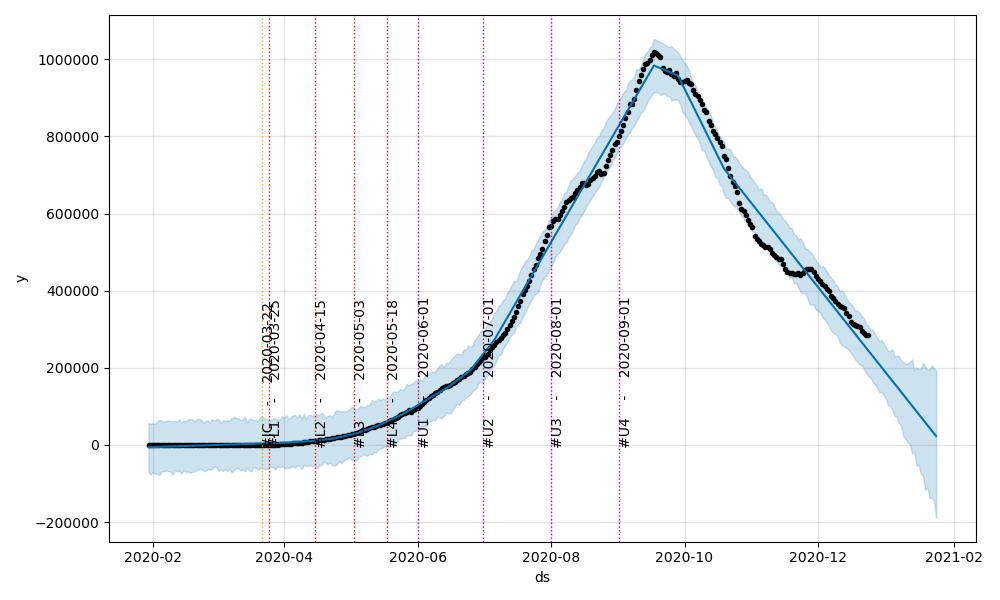 1000000
800000
600000
400000
200000
0
−200000
y
#JC - 2020-03-22
#L1 - 2020-03-25
#L2 - 2020-04-15
#L3 - 2020-05-03
#L4 - 2020-05-18
#U1 - 2020-06-01
#U2 - 2020-07-01
#U3 - 2020-08-01
#U4 - 2020-09-01
2020-02
2020-04
2020-06
2020-08
2020-10
2020-12
2021-02
ds